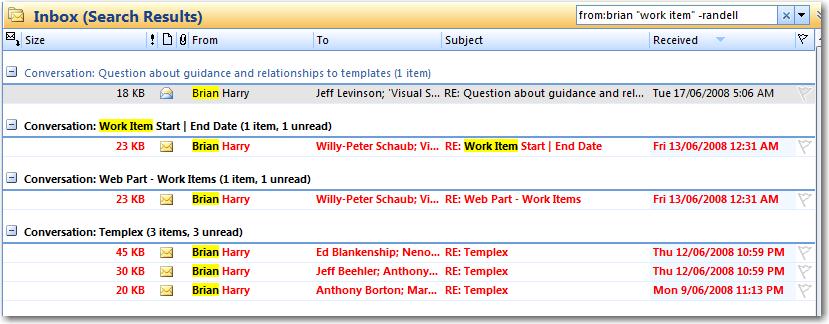 Inbox (Search Results) from:brian "work item" -randell
Size ! From To Subject Received
Conversation: Question about guidance and relationships to templates (1 item)
18 KB Brian Harry Jeff Levinson; 'Visual S... RE: Question about guidance and rel... Tue 17/06/2008 5:06 AM
Conversation: Work Item Start | End Date (1 item, 1 unread)
23 KB Brian Harry Willy-Peter Schaub; Vi... RE: Work Item Start | End Date Fri 13/06/2008 12:31 AM
Conversation: Web Part - Work Items (1 item, 1 unread)
23 KB Brian Harry Willy-Peter Schaub; Vi... RE: Web Part - Work Items Fri 13/06/2008 12:31 AM
Conversation: Templex (3 items, 3 unread)
45 KB Brian Harry Ed Blankenship; Neno... RE: Templex Thu 12/06/2008 10:59 PM
30 KB Brian Harry Jeff Beehler; Anthony... RE: Templex Thu 12/06/2008 10:59 PM
20 KB Brian Harry Anthony Borton; Mar... RE: Templex Mon 9/06/2008 11:13 PM